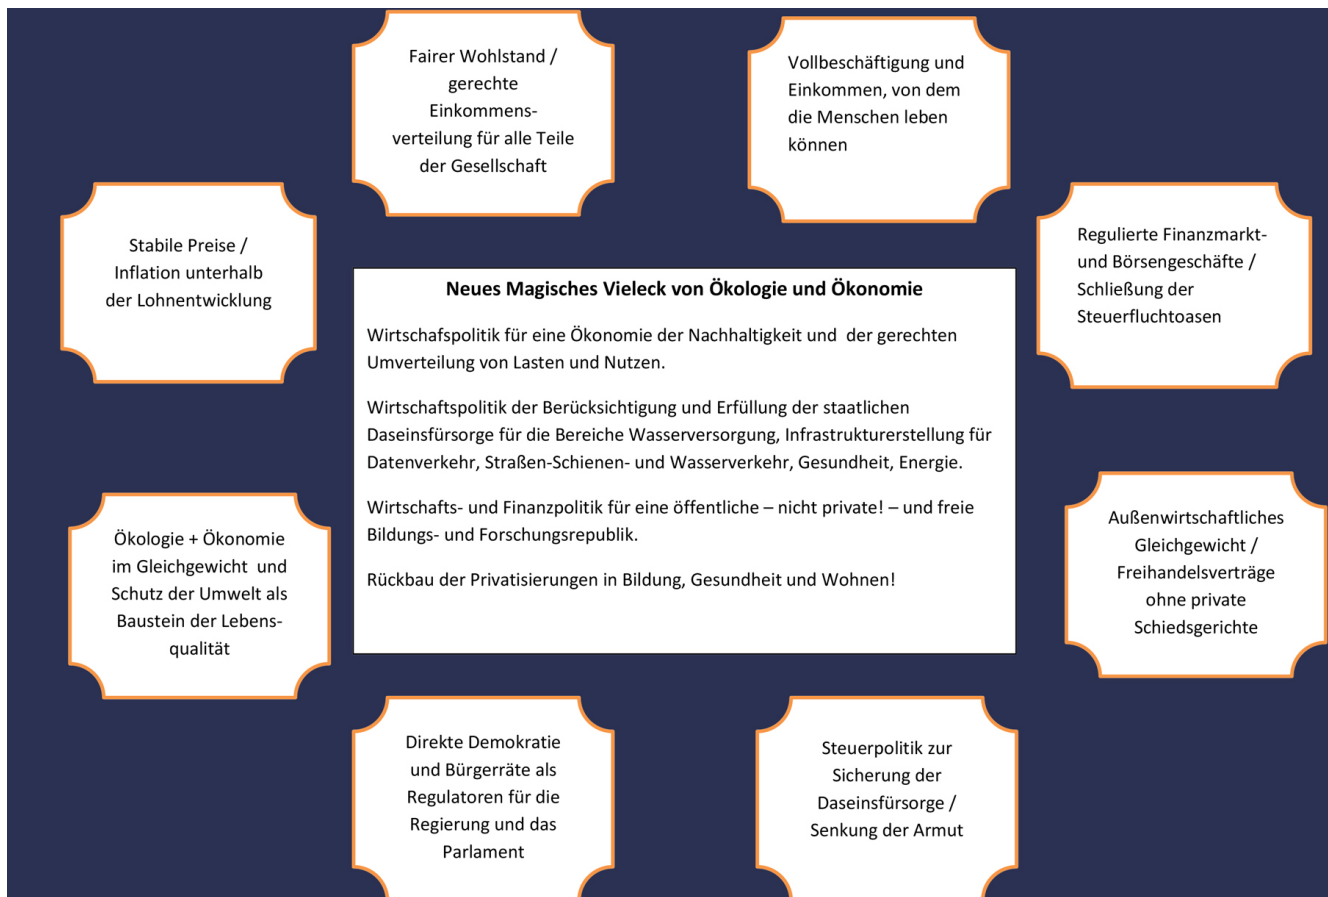 Fairer Wohlstand /
gerechte
Einkommens-
verteilung für alle Teile
der Gesellschaft
Vollbeschäftigung und
Einkommen, von dem
die Menschen leben
können
Stabile Preise /
Inflation unterhalb
der Lohnentwicklung
Regulierte Finanzmarkt-
und Börsengeschäfte /
Schließung der
Steuerfluchtoasen
Neues Magisches Vieleck von Ökologie und Ökonomie
Wirtschafspolitik für eine Ökonomie der Nachhaltigkeit und  der gerechten
Umverteilung von Lasten und Nutzen.
Wirtschaftspolitik der Berücksichtigung und Erfüllung der staatlichen
Daseinsfürsorge für die Bereiche Wasserversorgung, Infrastrukturerstellung für
Datenverkehr, Straßen-Schienen- und Wasserverkehr, Gesundheit, Energie.
Wirtschafts- und Finanzpolitik für eine öffentliche – nicht private! – und freie
Bildungs- und Forschungsrepublik.
Rückbau der Privatisierungen in Bildung, Gesundheit und Wohnen!
Ökologie + Ökonomie
im Gleichgewicht  und
Schutz der Umwelt als
Baustein der Lebens-
qualität
Außenwirtschaftliches
Gleichgewicht /
Freihandelsverträge
ohne private
Schiedsgerichte
Direkte Demokratie
und Bürgerräte als
Regulatoren für die
Regierung und das
Parlament
Steuerpolitik zur
Sicherung der
Daseinsfürsorge /
Senkung der Armut